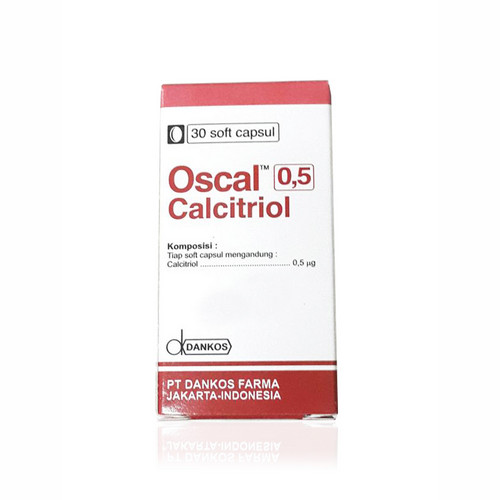 30 soft capsul
Oscal™ 0,5
Calcitriol
Komposisi :
Tiap soft capsul mengandung :
Calcitriol ........................................ 0,5 µg
dk DANKOS
PT DANKOS FARMA
JAKARTA-INDONESIA